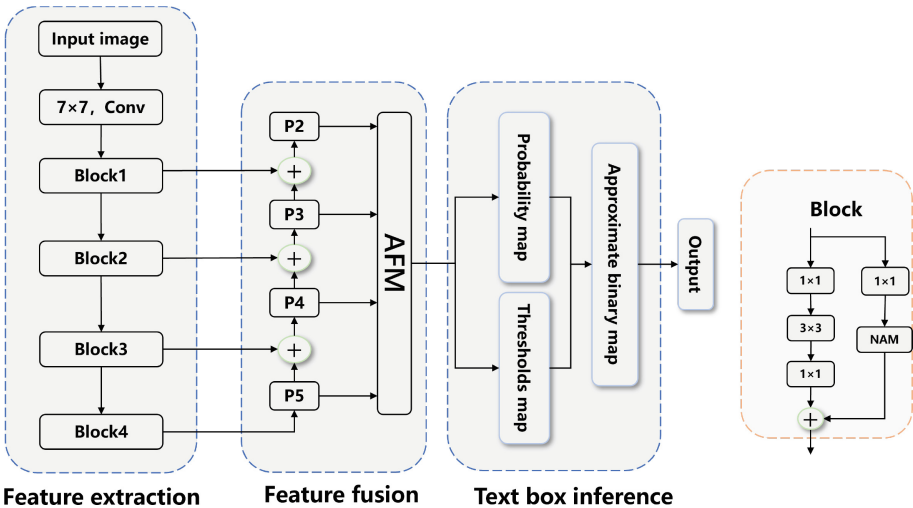 Input image
7×7, Conv
Block1
Block2
Block3
Block4
Feature extraction
P2
+
P3
+
P4
+
P5
AFM
Feature fusion
Probability map
Thresholds map
Approximate binary map
Text box inference
Output
Block
1×1
3×3
1×1
1×1
NAM
+